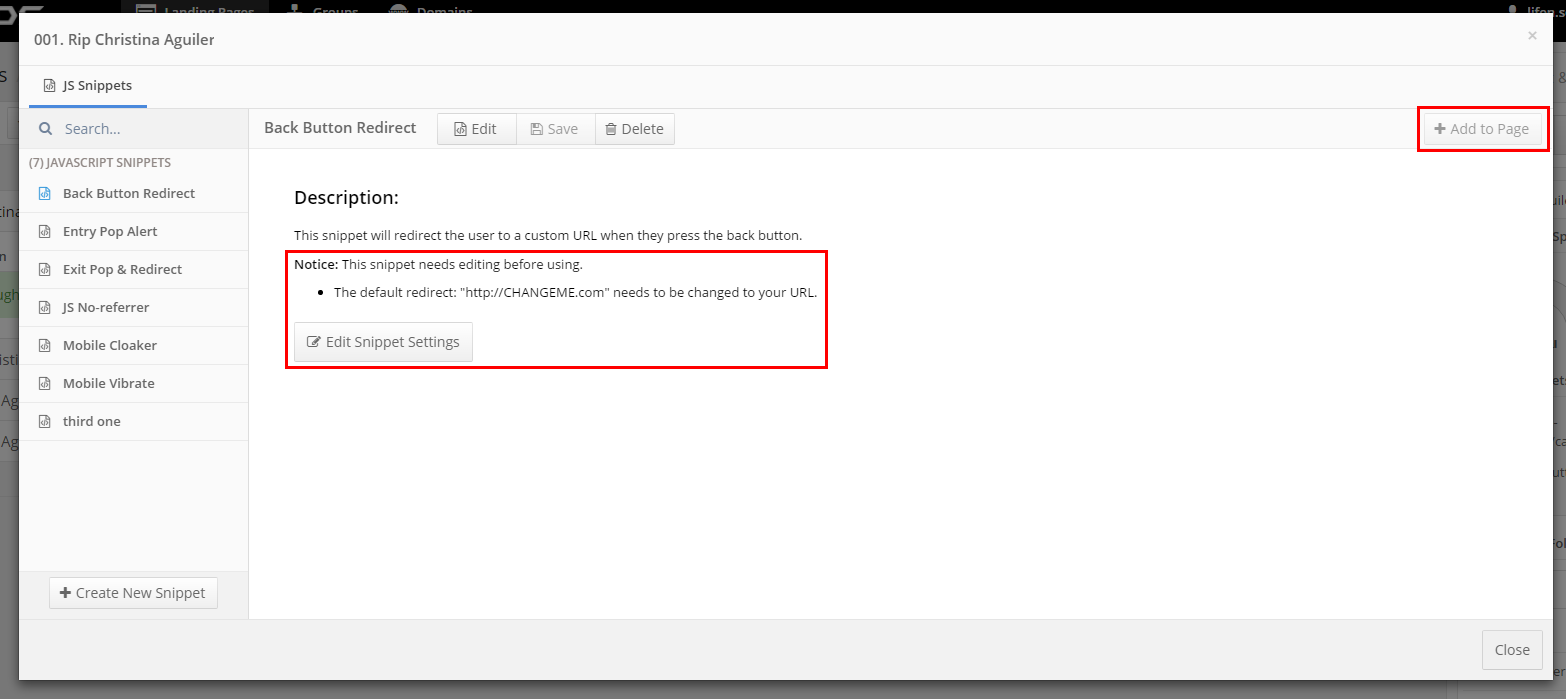 Landing Pages Groups Domains
001. Rip Christina Aguiler ×
JS Snippets
Search...
Back Button Redirect Edit Save Delete + Add to Page
(7) JAVASCRIPT SNIPPETS
Back Button Redirect
Entry Pop Alert
Exit Pop & Redirect
JS No-referrer
Mobile Cloaker
Mobile Vibrate
third one
+ Create New Snippet
Description:
This snippet will redirect the user to a custom URL when they press the back button.
Notice: This snippet needs editing before using.
• The default redirect: "http://CHANGEME.com" needs to be changed to your URL.
Edit Snippet Settings
Close